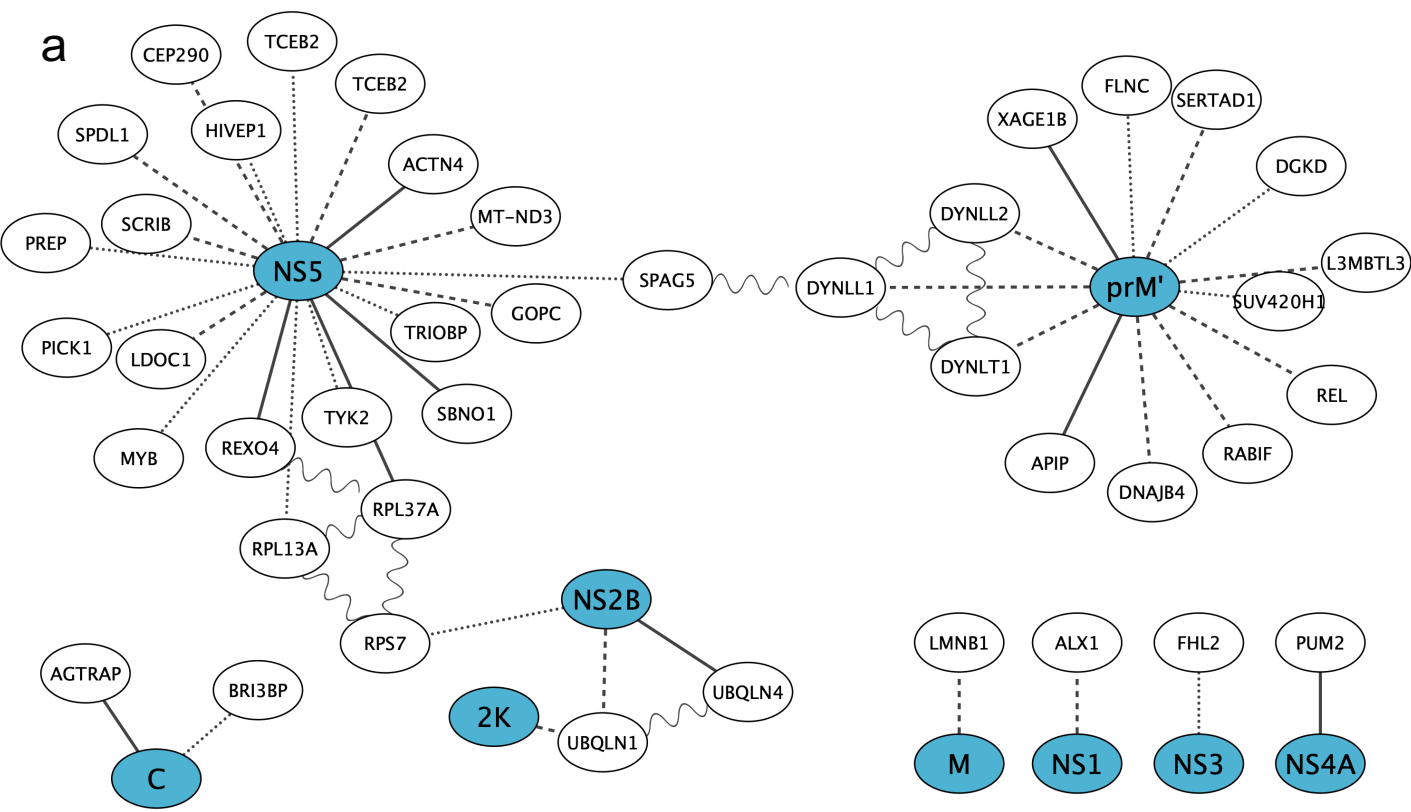 a
CEP290
TCEB2
TCEB2
HIVEP1
SPDL1
ACTN4
SCRIB
PREP
MT-ND3
NS5
SPAG5
GOPC
TRIOBP
PICK1
LDOC1
TYK2
SBNO1
REXO4
MYB
RPL37A
RPL13A
RPS7
XAGE1B
FLNC
SERTAD1
DGKD
DYNLL2
L3MBTL3
DYNLL1
prM'
SUV420H1
DYNLT1
REL
APIP
RABIF
DNAJB4
NS2B
UBQLN4
2K
UBQLN1
AGTRAP
BRI3BP
C
LMNB1
ALX1
FHL2
PUM2
M
NS1
NS3
NS4A